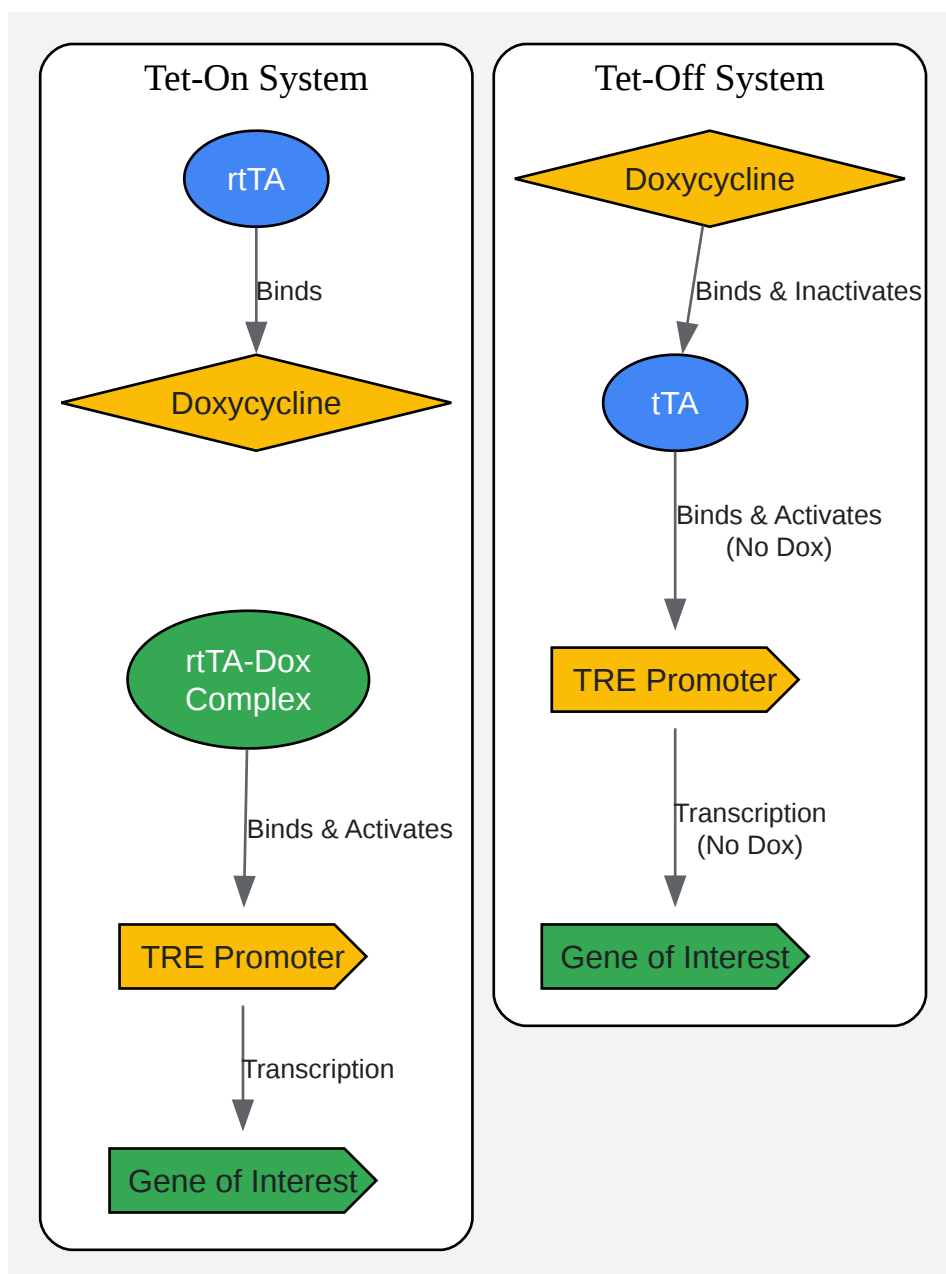 Tet-On System
rtTA
Binds
Doxycycline
rtTA-Dox
Complex
Binds & Activates
TRE Promoter
Transcription
Gene of Interest
Tet-Off System
Doxycycline
Binds & Inactivates
tTA
Binds & Activates
(No Dox)
TRE Promoter
Transcription
(No Dox)
Gene of Interest